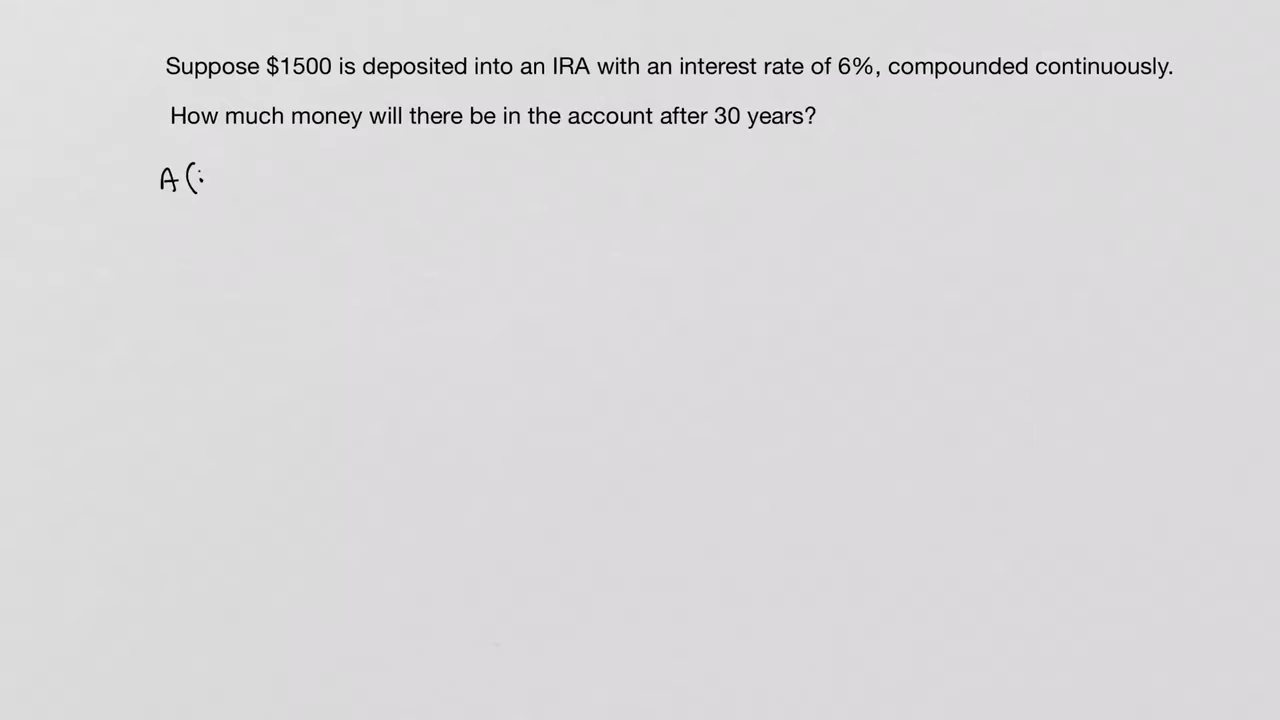 Suppose $1500 is deposited into an IRA with an interest rate of 6%, compounded continuously.
How much money will there be in the account after 30 years?
A (